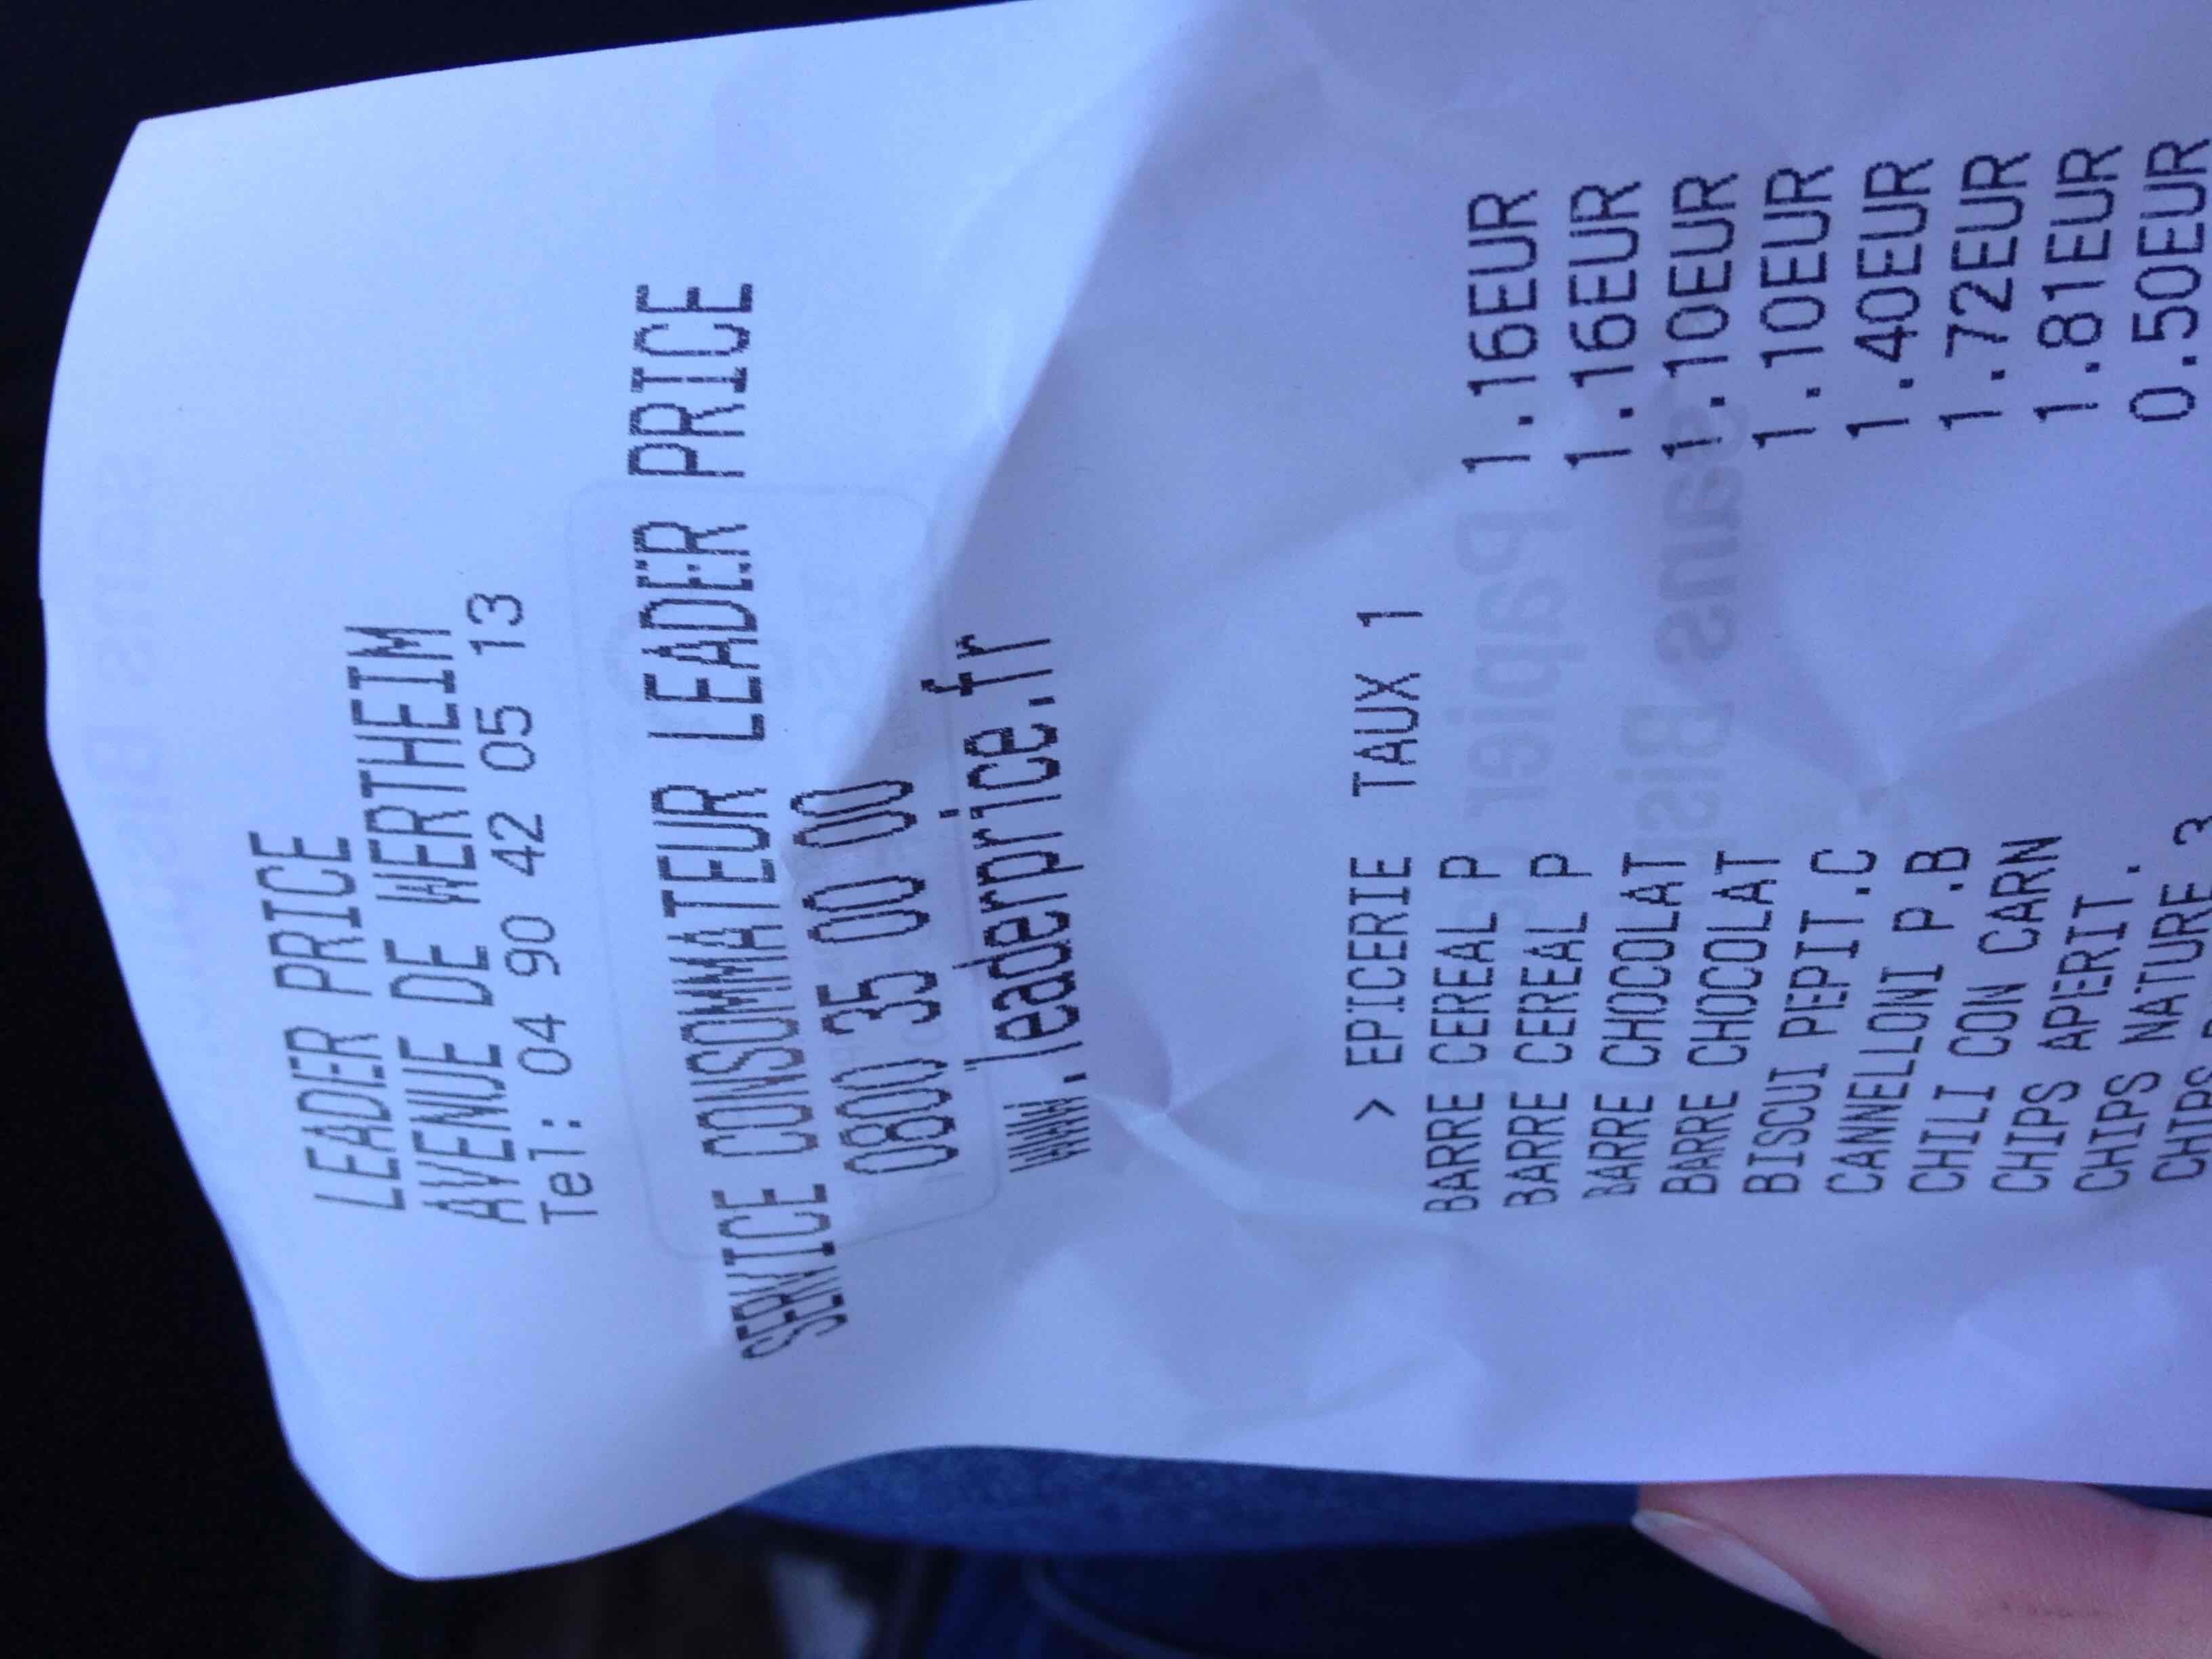 LEADER PRICE
AVENUE DE WERTHEIM
Tel: 04 90 42 05 13
SERVICE CONSOMMATEUR LEADER PRICE
0800 35 00 00
www.leaderprice.fr
> EPICERIE TAUX 1
BARRE CEREAL P 1.16EUR
BARRE CEREAL P 1.16EUR
BARRE CHOCOLAT 1.10EUR
BARRE CHOCOLAT 1.10EUR
BISCUI PEPIT.C 1.40EUR
CANNELLONI P.B 1.72EUR
CHILI CON CARN 1.81EUR
CHIPS APERIT. 0.50EUR
CHIPS NATURE 3
CHIPS